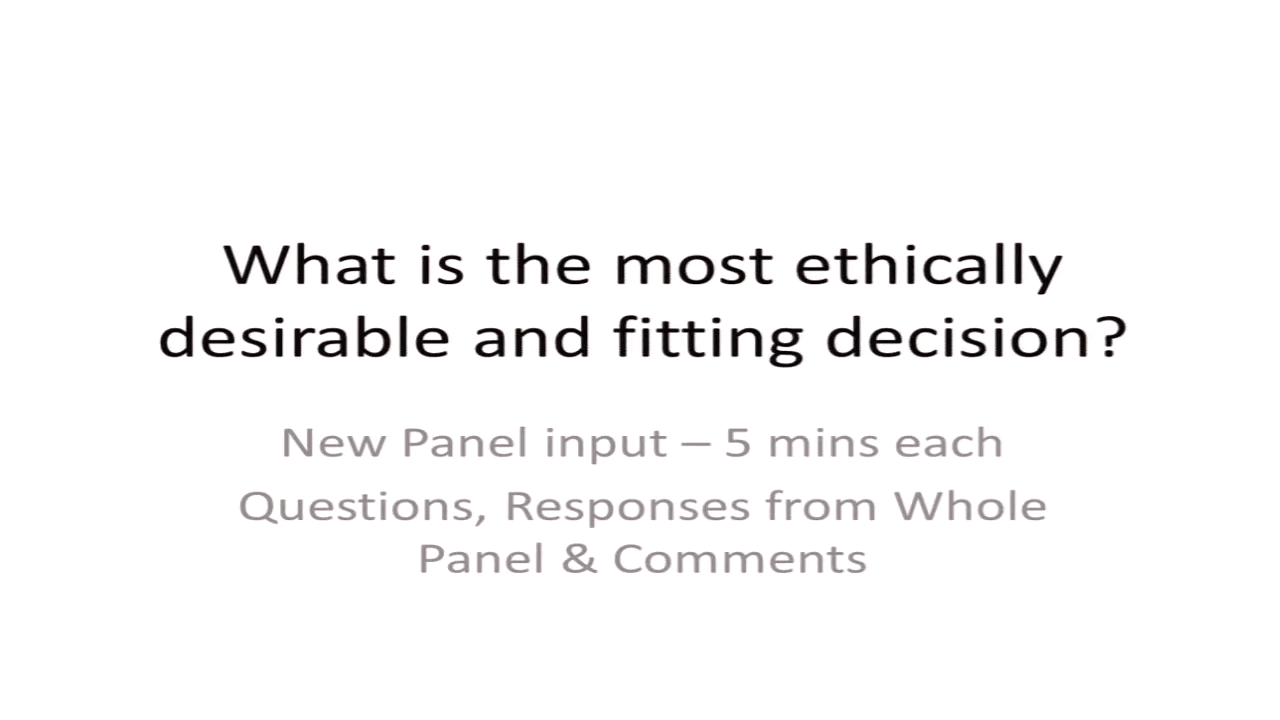 What is the most ethically
desirable and fitting decision?
New Panel input – 5 mins each
Questions, Responses from Whole
Panel & Comments